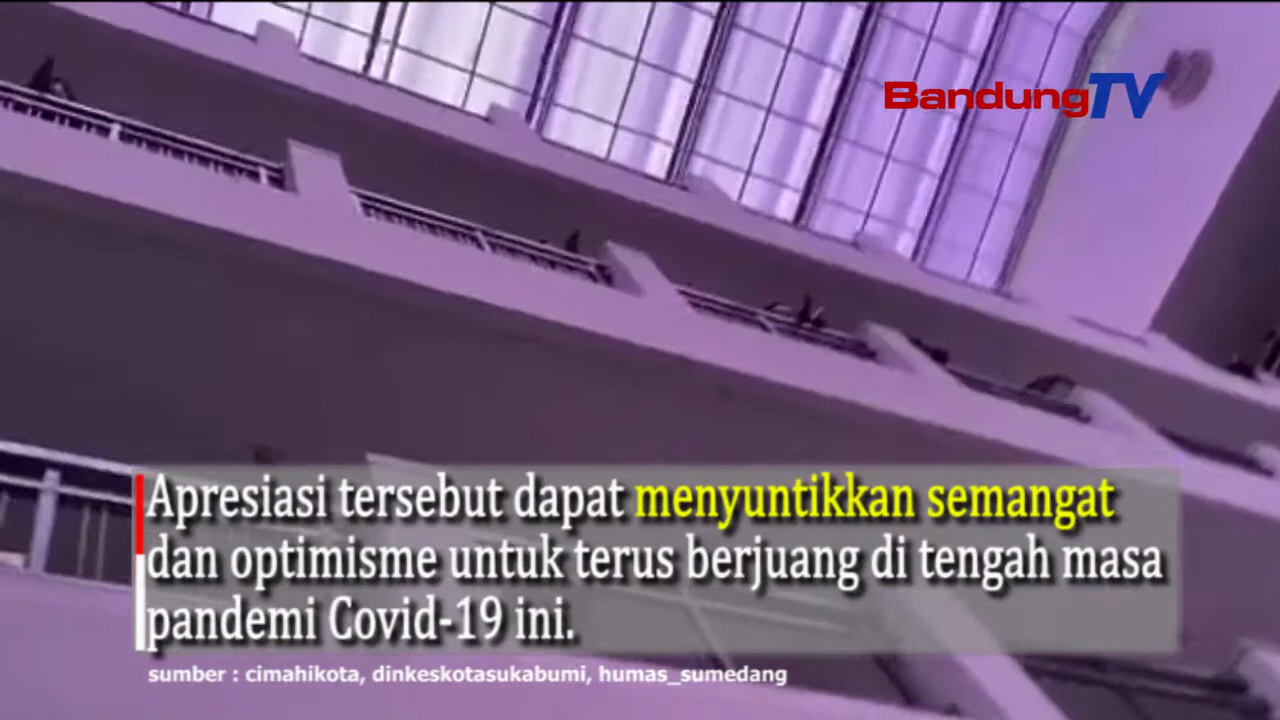 BandungTV
Apresiasi tersebut dapat menyuntikkan semangat
dan optimisme untuk terus berjuang di tengah masa
pandemi Covid-19 ini.
sumber : cimahikota, dinkeskotasukabumi, humas_sumedang